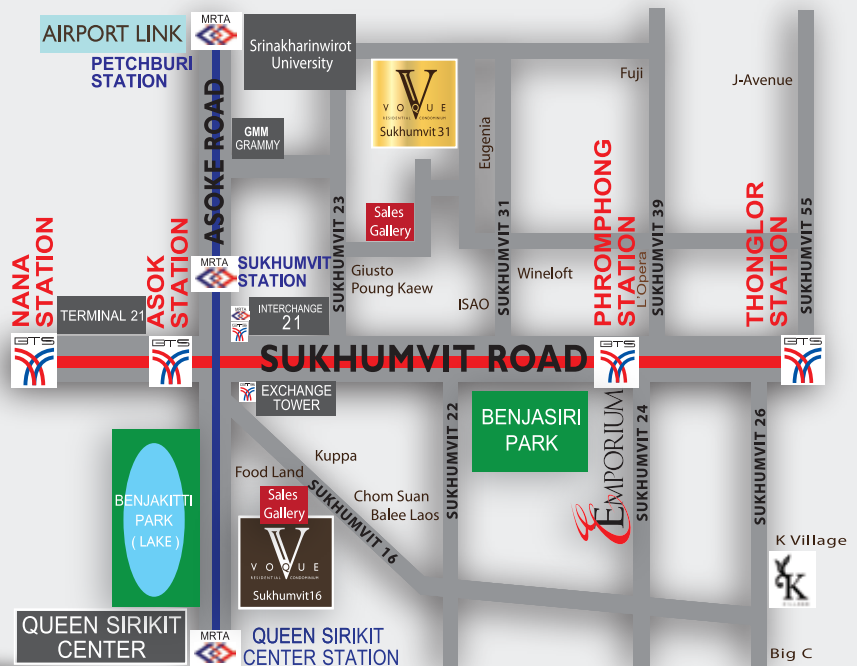 MRTA
AIRPORT LINK
PETCHBURI
STATION
Srinakharinwirot
University
V
VOQUE
RESIDENTIAL CONDOMINIUM
Sukhumvit 31
Fuji
J-Avenue
ASOKE ROAD
GMM
GRAMMY
Eugenia
SUKHUMVIT 23
Sales
Gallery
SUKHUMVIT 31
PHROMPHONG
STATION
SUKHUMVIT 39
L'Opera
THONGLOR
STATION
SUKHUMVIT 55
NANA
STATION
ASOK
STATION
MRTA
SUKHUMVIT
STATION
Giusto
Poung Kaew
Wineloft
ISAO
TERMINAL 21
MRTA
INTERCHANGE
21
BTS
BTS
BTS
BTS
SUKHUMVIT ROAD
EXCHANGE
TOWER
SUKHUMVIT 22
BENJASIRI
PARK
EMPORIUM
SUKHUMVIT 24
SUKHUMVIT 26
Kuppa
Food Land
SUKHUMVIT 16
Chom Suan
Balee Laos
BENJAKITTI
PARK
( LAKE )
Sales
Gallery
V
VOQUE
RESIDENTIAL CONDOMINIUM
Sukhumvit16
K Village
K
QUEEN SIRIKIT
CENTER
MRTA
QUEEN SIRIKIT
CENTER STATION
Big C